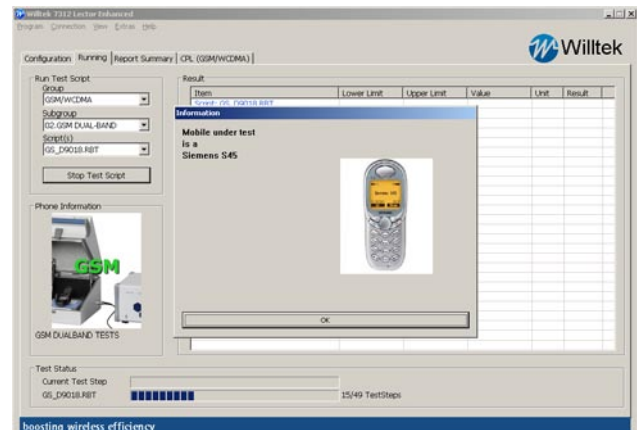 Willtek 7312 Lector Enhanced
Program Connection View Extras Help
Willtek
Configuration Running Report Summary CPL (GSM/WCDMA)
Run Test Script
Group
GSM/WCDMA
Subgroup
02.GSM DUAL-BAND
Script(s)
GS_D9018.RBT
Stop Test Script
Phone Information
GSM
GSM DUALBAND TESTS
Result
Item Lower Limit Upper Limit Value Unit Result
Script: GS_D9018.RBT
Information
Mobile under test
is a
Siemens S45
OK
Test Status
Current Test Step
GS_D9018.RBT 15/49 TestSteps
boosting wireless efficiency